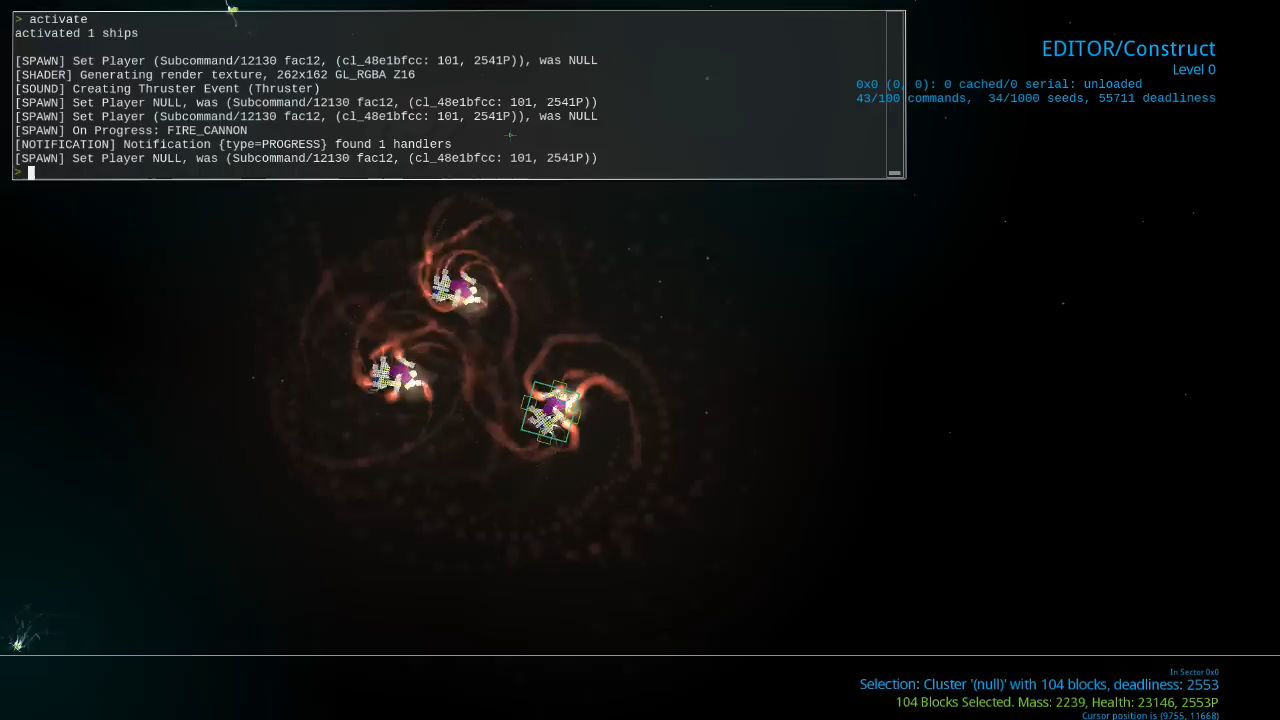 > activate
activated 1 ships
[SPAWN] Set Player (Subcommand/12130 fac12, (cl_48e1bfcc: 101, 2541P)), was NULL
[SHADER] Generating render texture, 262x162 GL_RGBA Z16
[SOUND] Creating Thruster Event (Thruster)
[SPAWN] Set Player NULL, was (Subcommand/12130 fac12, (cl_48e1bfcc: 101, 2541P))
[SPAWN] Set Player (Subcommand/12130 fac12, (cl_48e1bfcc: 101, 2541P)), was NULL
[SPAWN] On Progress: FIRE_CANNON
[NOTIFICATION] Notification {type=PROGRESS} found 1 handlers
[SPAWN] Set Player NULL, was (Subcommand/12130 fac12, (cl_48e1bfcc: 101, 2541P))
>
EDITOR/Construct
Level 0
0x0 (0, 0): 0 cached/0 serial: unloaded
43/100 commands, 34/1000 seeds, 55711 deadliness
In Sector 0x0
Selection: Cluster '(null)' with 104 blocks, deadliness: 2553
104 Blocks Selected. Mass: 2239, Health: 23146, 2553P
Cursor position is (9755, 11668)